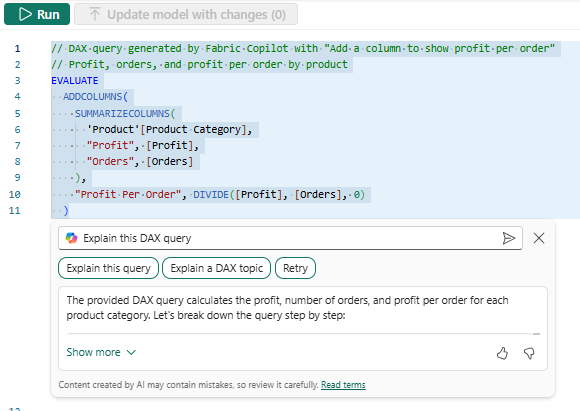 Run
Update model with changes (0)
1 // DAX query generated by Fabric Copilot with "Add a column to show profit per order"
2 // Profit, orders, and profit per order by product
3 EVALUATE
4 ADDCOLUMNS(
5 SUMMARIZECOLUMNS(
6 'Product'[Product Category],
7 "Profit", [Profit],
8 "Orders", [Orders]
9 ),
10 "Profit Per Order", DIVIDE([Profit], [Orders], 0)
11 )
Explain this DAX query
Explain this query
Explain a DAX topic
Retry
The provided DAX query calculates the profit, number of orders, and profit per order for each
product category. Let's break down the query step by step:
Show more
Content created by AI may contain mistakes, so review it carefully. Read terms
12